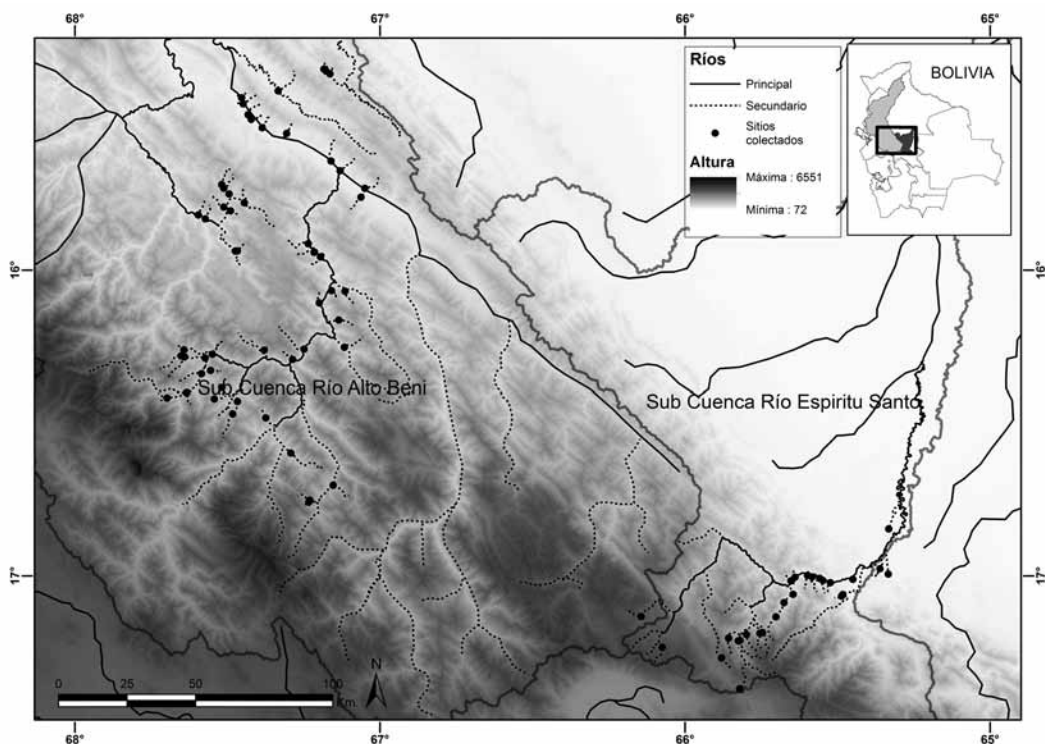 68°
67°
66°
65°
Ríos
Principal
Secundario
Sitios
colectados
Altura
Máxima : 6551
Mínima : 72
BOLIVIA
16°
16°
Sub Cuenca Río Alto Beni
Sub Cuenca Río Espiritu Santo
17°
17°
N
0 25 50 100
Km.
68°
67°
66°
65°